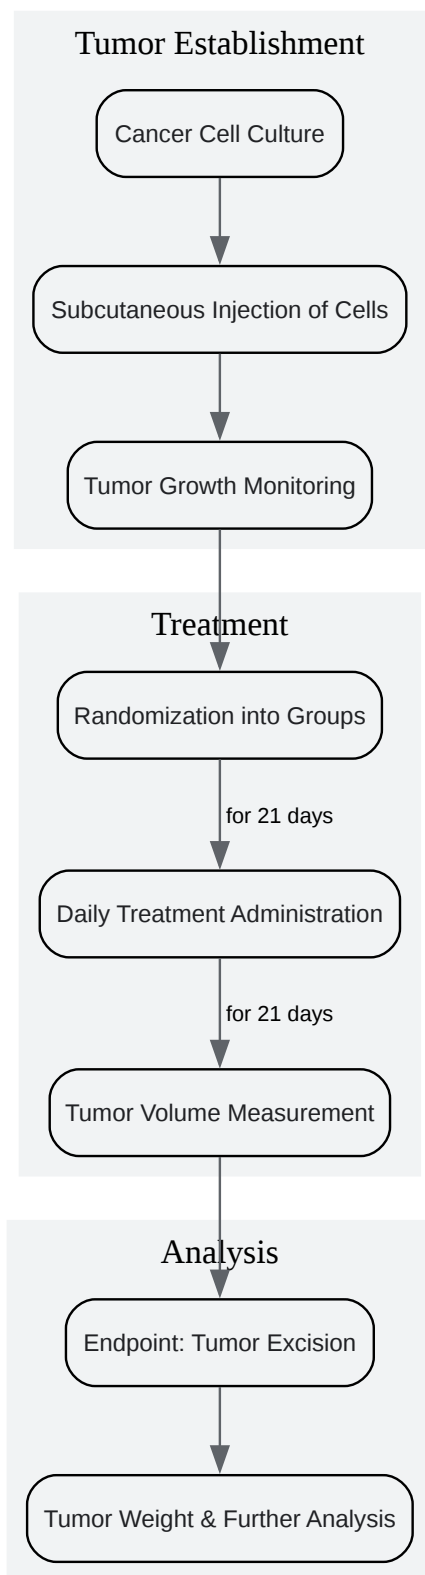 Tumor Establishment
Cancer Cell Culture
Subcutaneous Injection of Cells
Tumor Growth Monitoring
Treatment
Randomization into Groups
for 21 days
Daily Treatment Administration
for 21 days
Tumor Volume Measurement
Analysis
Endpoint: Tumor Excision
Tumor Weight & Further Analysis